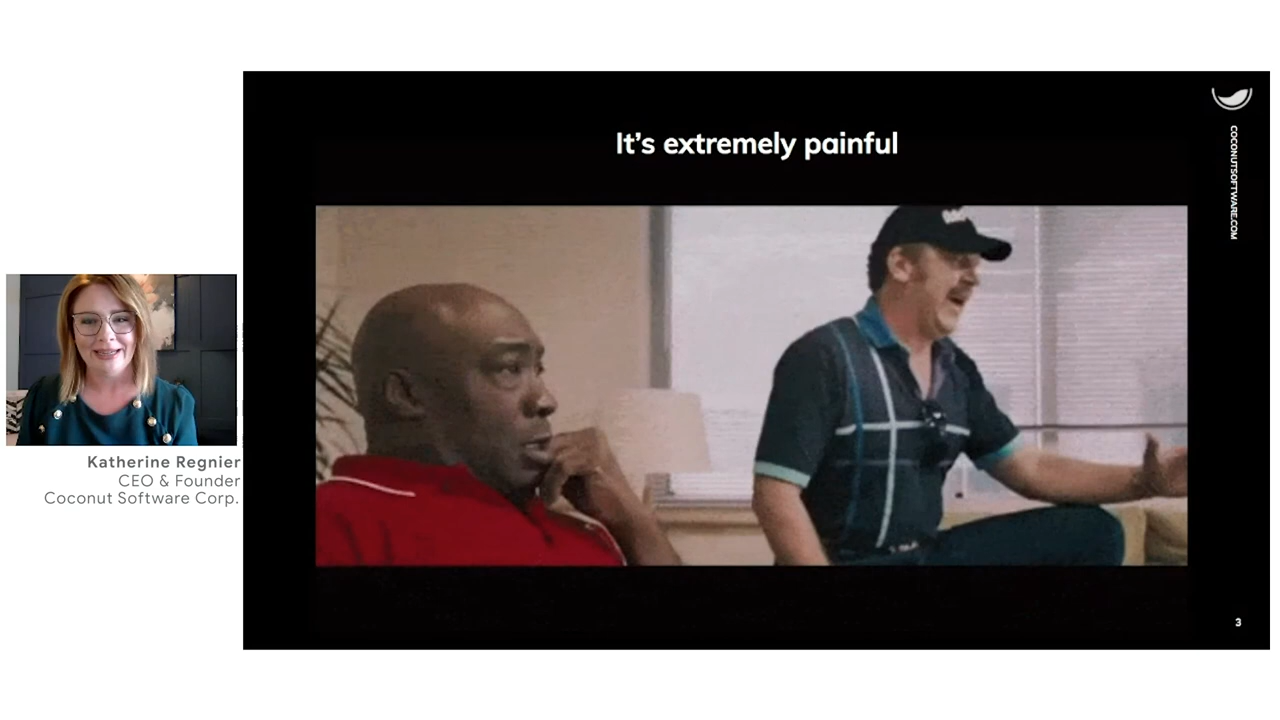 It's extremely painful
COCONUTSOFTWARE.COM
Katherine Regnier
CEO & Founder
Coconut Software Corp.
3